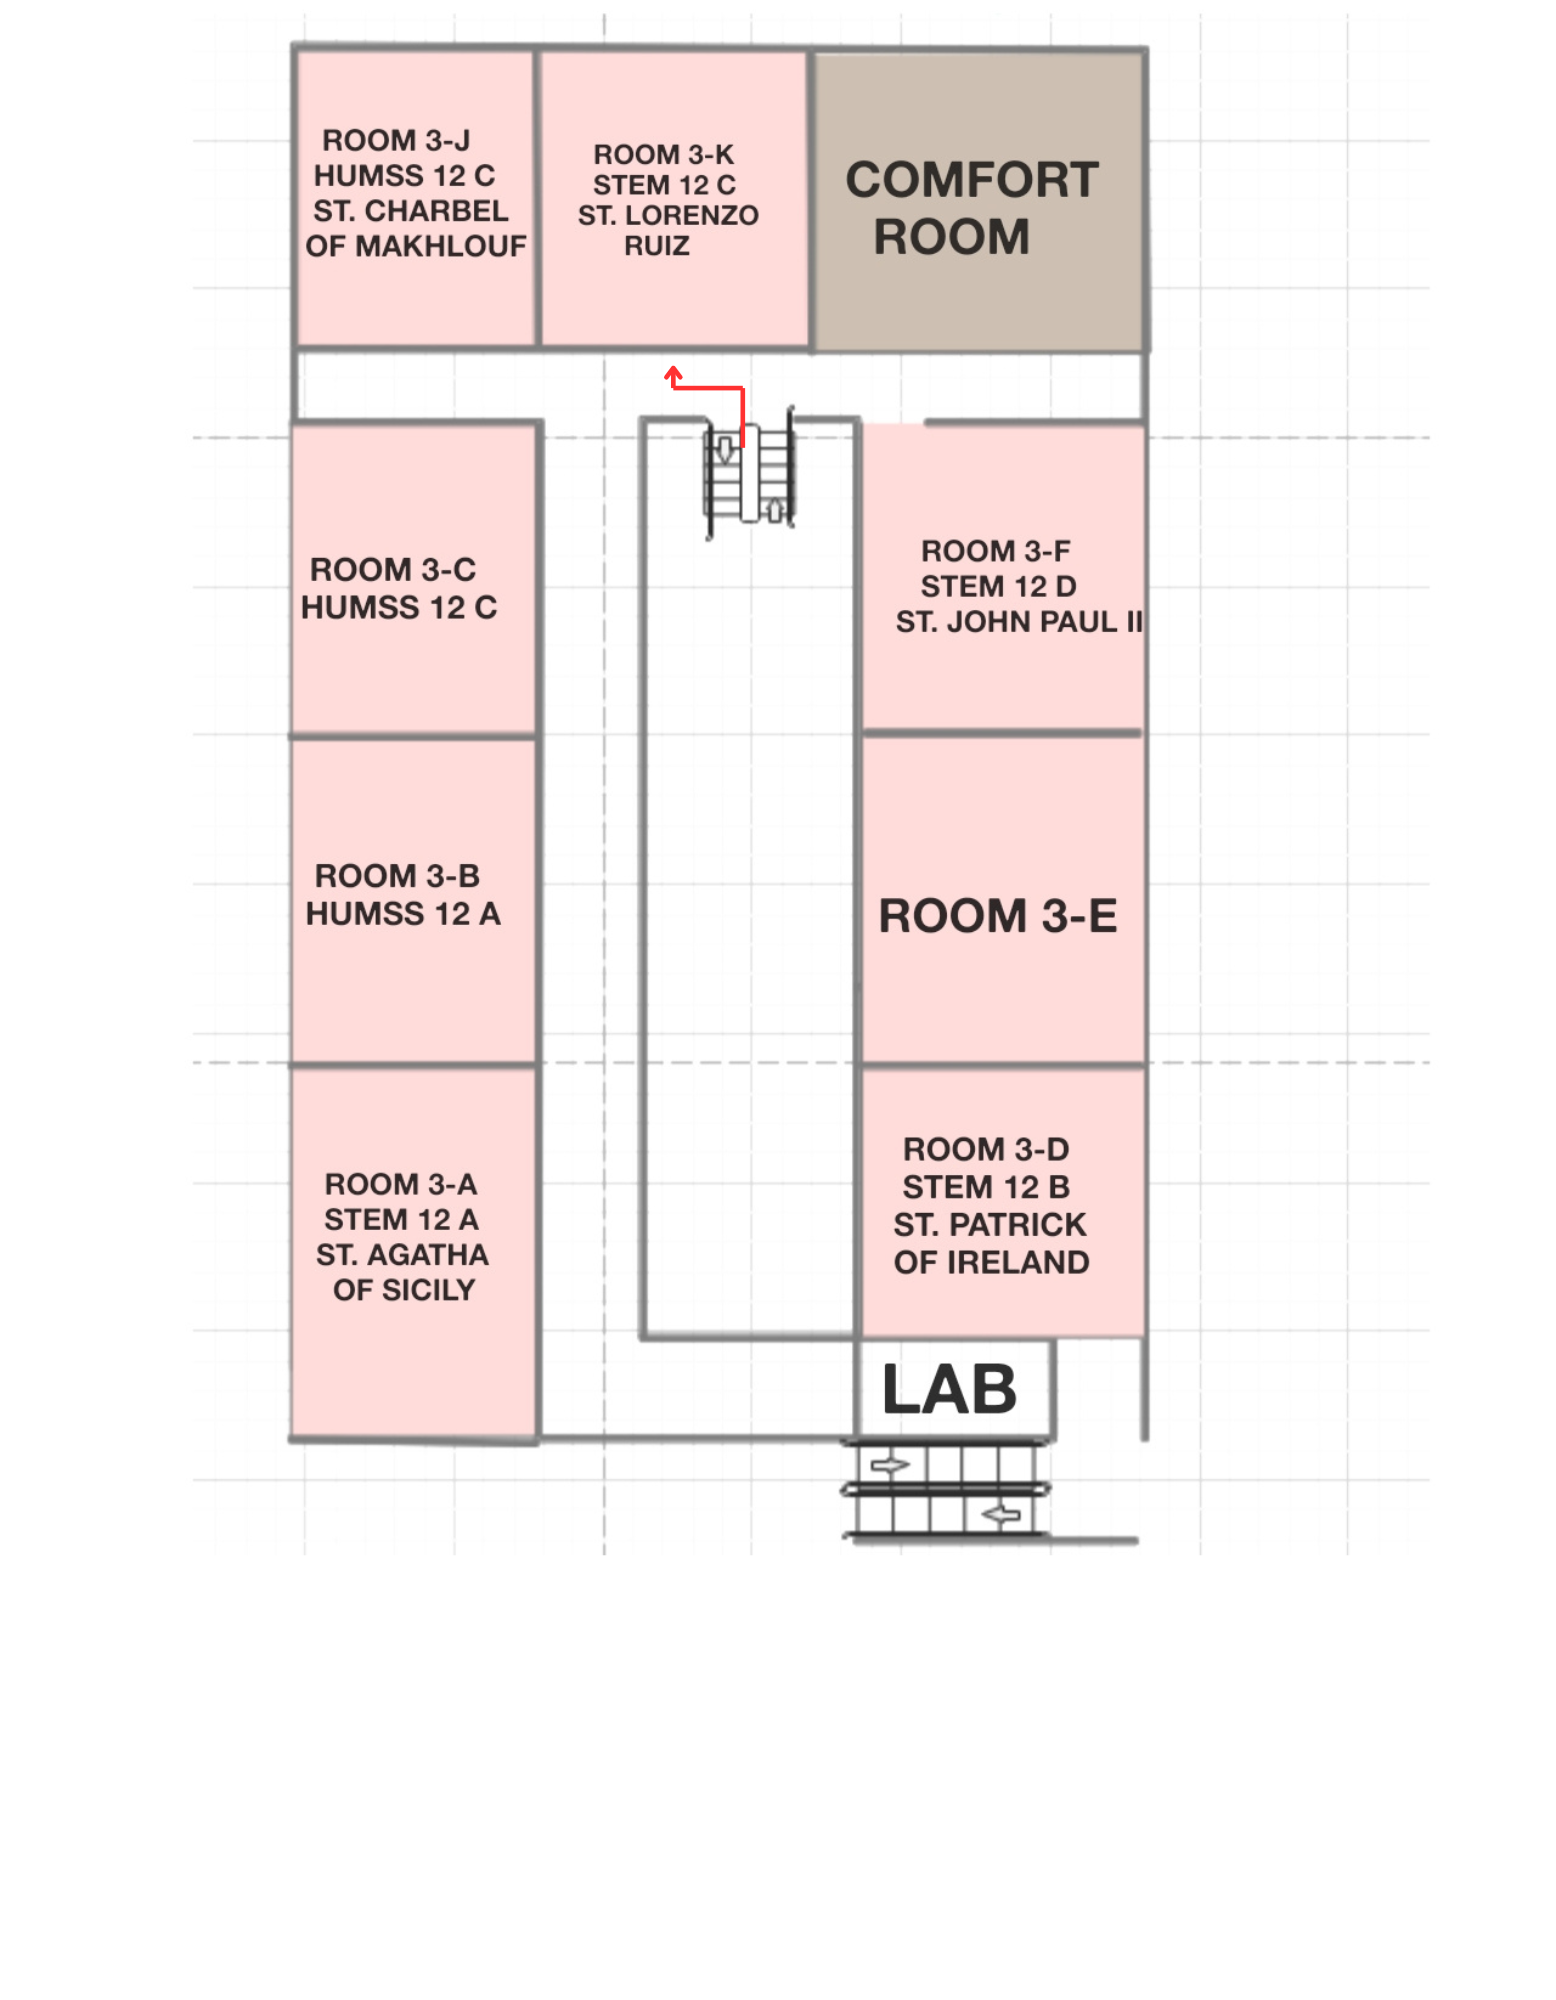 ROOM 3-J
HUMSS 12 C
ST. CHARBEL
OF MAKHLOUF
ROOM 3-K
STEM 12 C
ST. LORENZO
RUIZ
COMFORT
ROOM
ROOM 3-C
HUMSS 12 C
ROOM 3-F
STEM 12 D
ST. JOHN PAUL II
ROOM 3-B
HUMSS 12 A
ROOM 3-E
ROOM 3-A
STEM 12 A
ST. AGATHA
OF SICILY
ROOM 3-D
STEM 12 B
ST. PATRICK
OF IRELAND
LAB